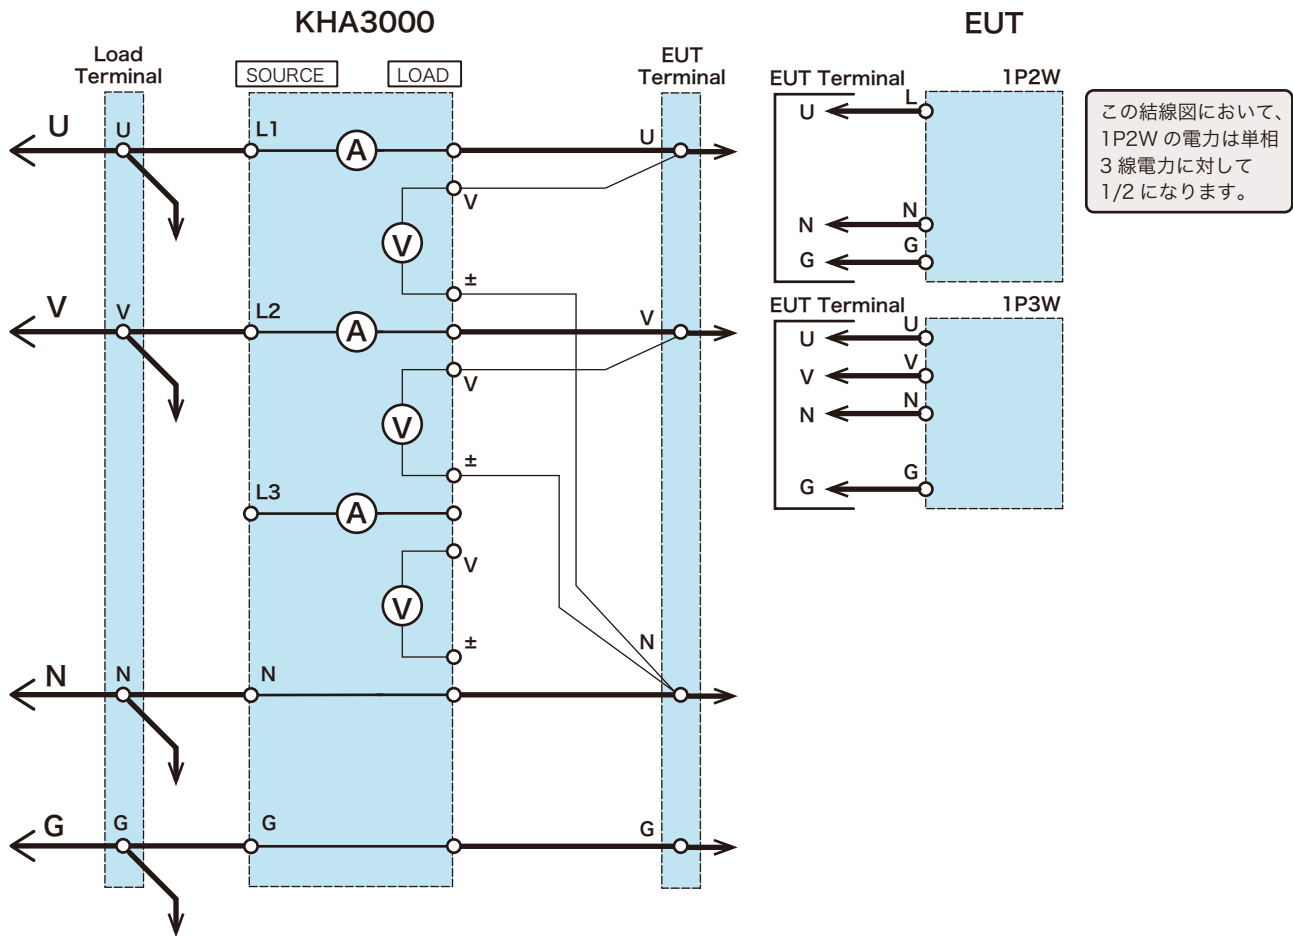 KHA3000
EUT
Load
Terminal
SOURCE
LOAD
EUT
Terminal
U
U
L1
A
U
V
V
±
V
V
L2
A
V
V
V
±
L3
A
V
V
±
N
N
N
N
G
G
G
G
EUT Terminal
1P2W
U
L
N
N
G
G
EUT Terminal
1P3W
U
U
V
V
N
N
G
G
この結線図において、
1P2W の電力は単相
3 線電力に対して
1/2 になります。